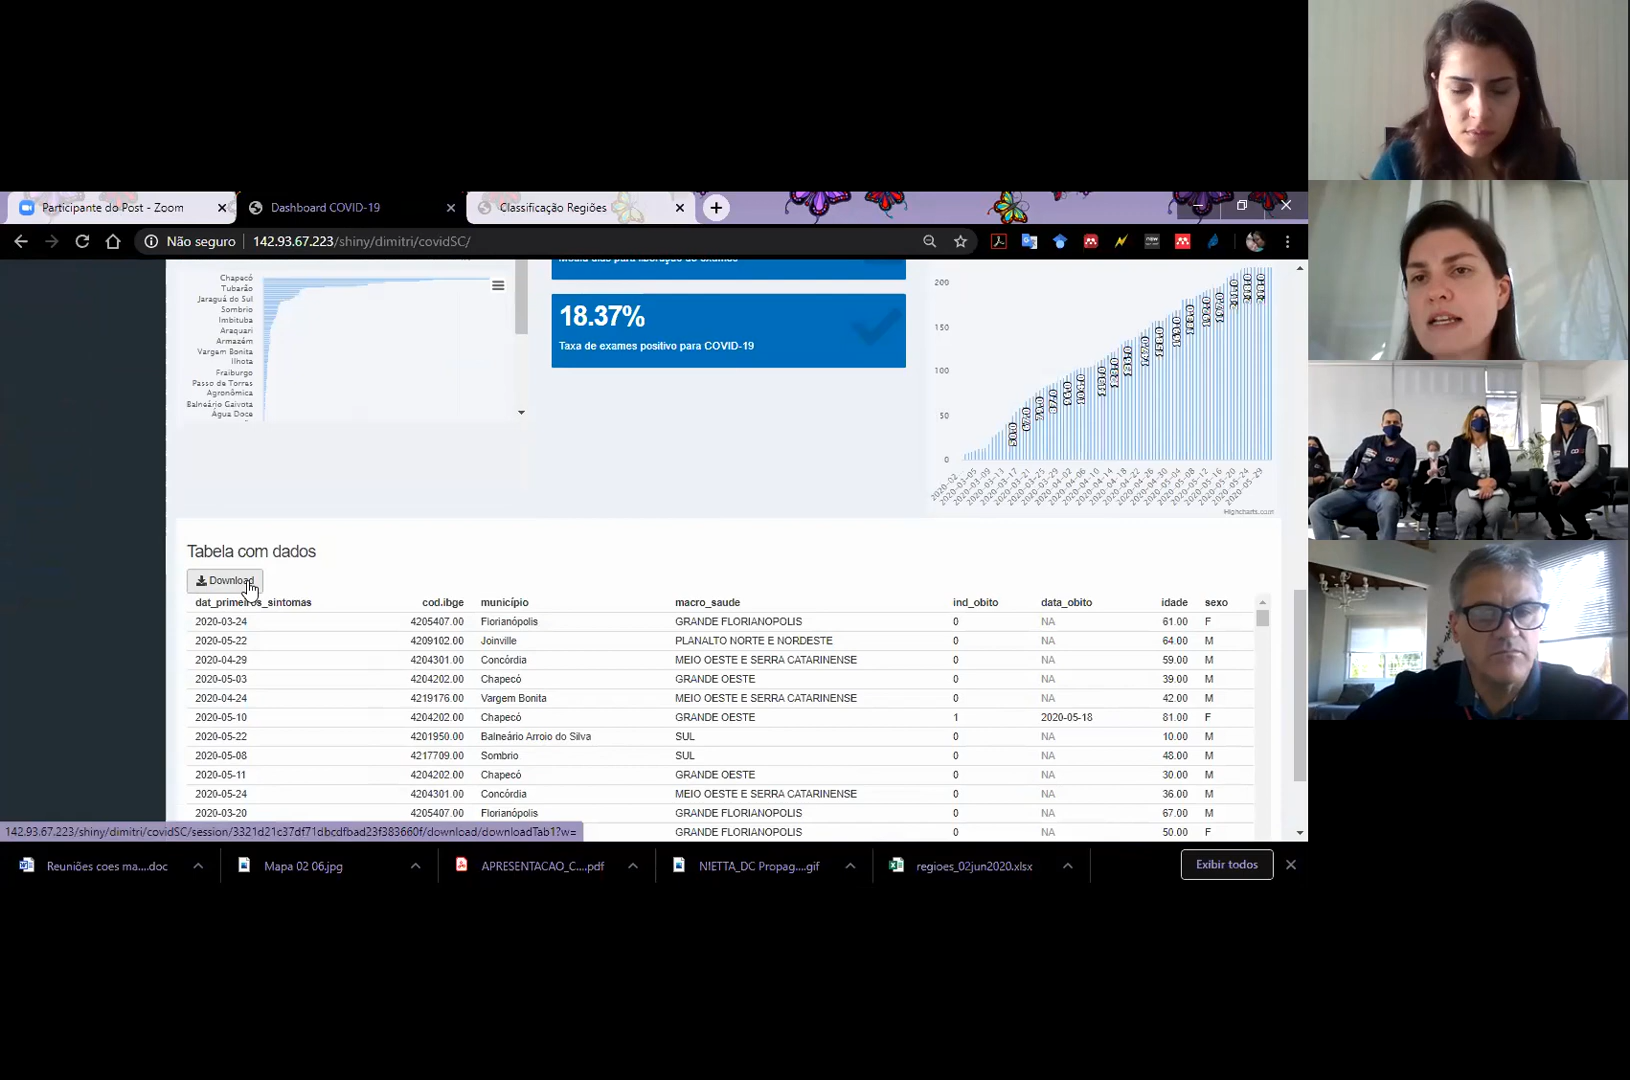 Participante do Post - Zoom
Dashboard COVID-19
Classificação Regiões
Não seguro
142.93.67.223/shiny/dimitri/covidSC/
Chapecó
Tubarão
Jaraguá do Sul
Sombrio
Imbituba
Araquari
Armazém
Vargem Bonita
Ilhota
Fraiburgo
Passo de Torres
Agronômica
Balneário Gaivota
Água Doce
Média dias para liberação de exames
18.37%
Taxa de exames positivo para COVID-19
200
150
100
50
0
Highcharts.com
Tabela com dados
Download
dat_primeiros_sintomas cod.ibge município macro_saude ind_obito data_obito idade sexo
2020-03-24 4205407.00 Florianópolis GRANDE FLORIANOPOLIS 0 NA 61.00 F
2020-05-22 4209102.00 Joinville PLANALTO NORTE E NORDESTE 0 NA 64.00 M
2020-04-29 4204301.00 Concórdia MEIO OESTE E SERRA CATARINENSE 0 NA 59.00 M
2020-05-03 4204202.00 Chapecó GRANDE OESTE 0 NA 39.00 M
2020-04-24 4219176.00 Vargem Bonita MEIO OESTE E SERRA CATARINENSE 0 NA 42.00 M
2020-05-10 4204202.00 Chapecó GRANDE OESTE 1 2020-05-18 81.00 F
2020-05-22 4201950.00 Balneário Arroio do Silva SUL 0 NA 10.00 M
2020-05-08 4217709.00 Sombrio SUL 0 NA 48.00 M
2020-05-11 4204202.00 Chapecó GRANDE OESTE 0 NA 30.00 M
2020-05-24 4204301.00 Concórdia MEIO OESTE E SERRA CATARINENSE 0 NA 36.00 M
2020-03-20 4205407.00 Florianópolis GRANDE FLORIANOPOLIS 0 NA 67.00 M
GRANDE FLORIANOPOLIS 0 NA 50.00 F
142.93.67.223/shiny/dimitri/covidSC/session/3321d21c37df71dbcdfbad23f383660f/download/downloadTab1?w=
Reuniões coes ma....doc
Mapa 02 06.jpg
APRESENTACAO_C....pdf
NIETTA_DC Propag....gif
regioes_02jun2020.xlsx
Exibir todos